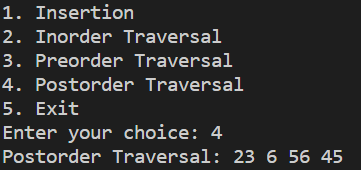 1. Insertion
2. Inorder Traversal
3. Preorder Traversal
4. Postorder Traversal
5. Exit
Enter your choice: 4
Postorder Traversal: 23 6 56 45